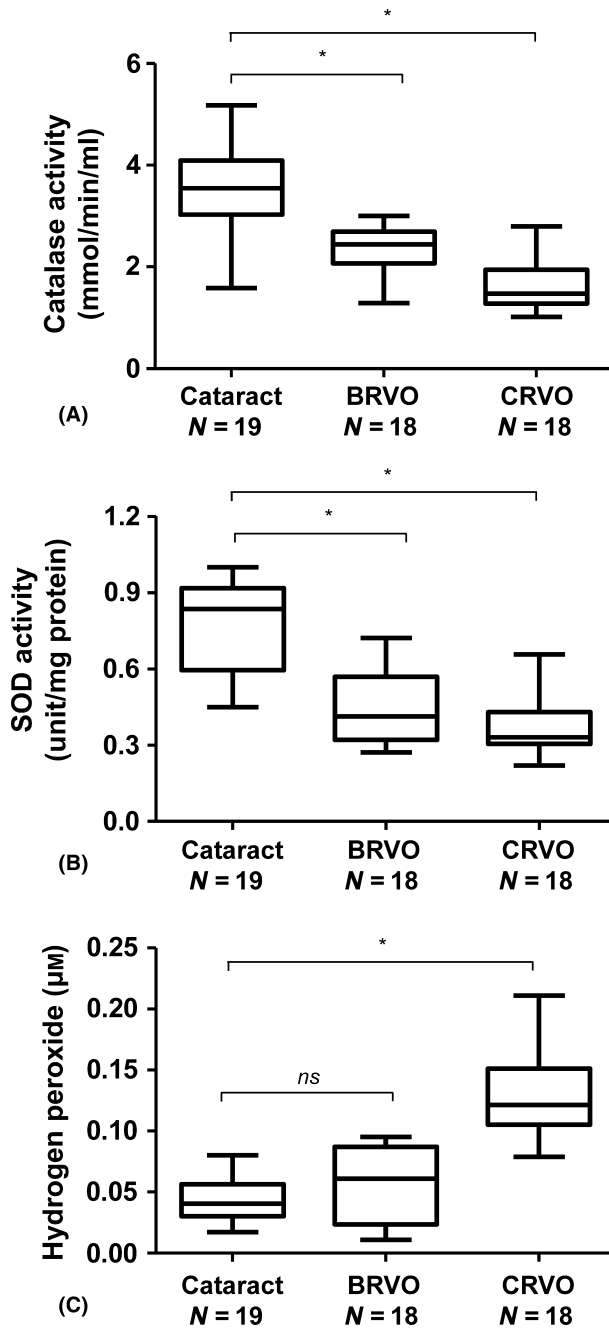 *
*
6
4
2
0
Catalase activity
(mmol/min/ml)
Cataract BRVO CRVO
N = 19 N = 18 N = 18
(A)
*
*
1.2
0.9
0.6
0.3
0.0
SOD activity
(unit/mg protein)
Cataract BRVO CRVO
N = 19 N = 18 N = 18
(B)
0.25
0.20
0.15
0.10
0.05
0.00
*
ns
Hydrogen peroxide (μM)
Cataract BRVO CRVO
N = 19 N = 18 N = 18
(C)